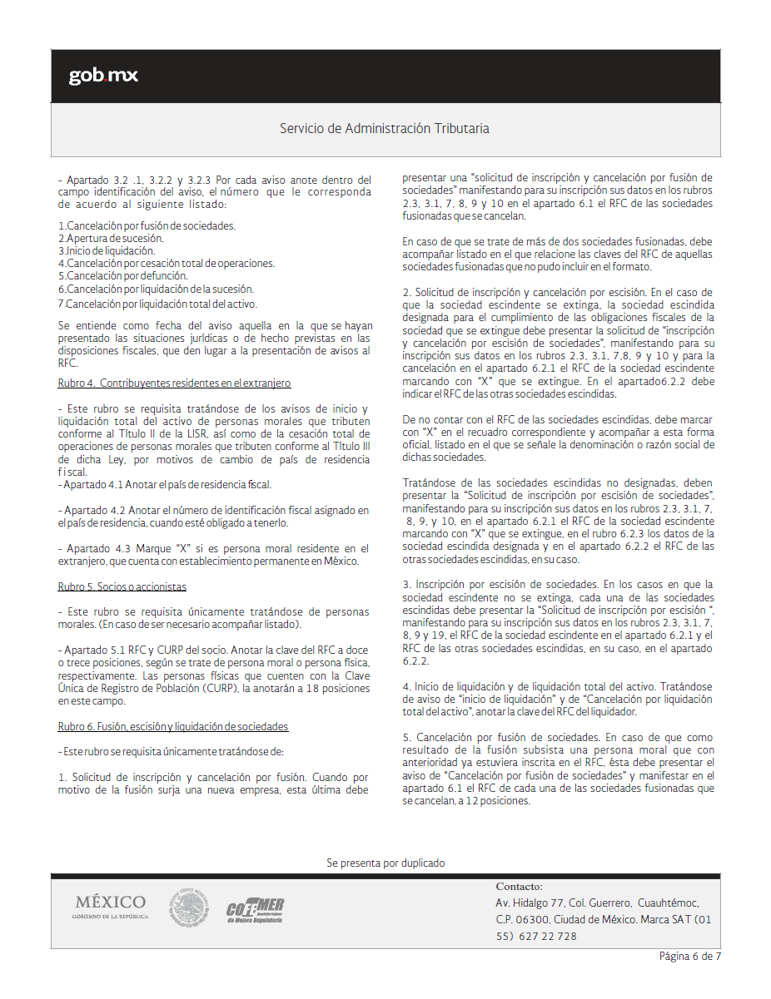 gob.mx
Servicio de Administración Tributaria
- Apartado 3.2 .1, 3.2.2 y 3.2.3 Por cada aviso anote dentro del
campo identificación del aviso, el número que le corresponda
de acuerdo al siguiente listado:
1.Cancelación por fusión de sociedades.
2.Apertura de sucesión.
3.Inicio de liquidación.
4.Cancelación por cesación total de operaciones.
5.Cancelación por defunción.
6.Cancelación por liquidación de la sucesión.
7.Cancelación por liquidación total del activo.
Se entiende como fecha del aviso aquella en la que se hayan
presentado las situaciones jurídicas o de hecho previstas en las
disposiciones fiscales, que den lugar a la presentación de avisos al
RFC.
Rubro 4. Contribuyentes residentes en el extranjero
- Este rubro se requisita tratándose de los avisos de inicio y
liquidación total del activo de personas morales que tributen
conforme al Título II de la LISR, así como de la cesación total de
operaciones de personas morales que tributen conforme al Título III
de dicha Ley, por motivos de cambio de país de residencia
fiscal.
- Apartado 4.1 Anotar el país de residencia fiscal.
- Apartado 4.2 Anotar el número de identificación fiscal asignado en
el país de residencia, cuando esté obligado a tenerlo.
- Apartado 4.3 Marque “X” si es persona moral residente en el
extranjero, que cuenta con establecimiento permanente en México.
Rubro 5. Socios o accionistas
- Este rubro se requisita únicamente tratándose de personas
morales. (En caso de ser necesario acompañar listado).
- Apartado 5.1 RFC y CURP del socio. Anotar la clave del RFC a doce
o trece posiciones, según se trate de persona moral o persona física,
respectivamente. Las personas físicas que cuenten con la Clave
Única de Registro de Población (CURP), la anotarán a 18 posiciones
en este campo.
Rubro 6. Fusión, escisión y liquidación de sociedades
- Este rubro se requisita únicamente tratándose de:
1. Solicitud de inscripción y cancelación por fusión. Cuando por
motivo de la fusión surja una nueva empresa, esta última debe
presentar una “solicitud de inscripción y cancelación por fusión de
sociedades” manifestando para su inscripción sus datos en los rubros
2.3, 3.1, 7, 8, 9 y 10 en el apartado 6.1 el RFC de las sociedades
fusionadas que se cancelan.
En caso de que se trate de más de dos sociedades fusionadas, debe
acompañar listado en el que relacione las claves del RFC de aquellas
sociedades fusionadas que no pudo incluir en el formato.
2. Solicitud de inscripción y cancelación por escisión. En el caso de
que la sociedad escindente se extinga, la sociedad escindida
designada para el cumplimiento de las obligaciones fiscales de la
sociedad que se extingue debe presentar la solicitud de “inscripción
y cancelación por escisión de sociedades”, manifestando para su
inscripción sus datos en los rubros 2.3, 3.1, 7,8, 9 y 10 y para la
cancelación en el apartado 6.2.1 el RFC de la sociedad escindente
marcando con “X” que se extingue. En el apartado6.2.2 debe
indicar el RFC de las otras sociedades escindidas.
De no contar con el RFC de las sociedades escindidas, debe marcar
con “X” en el recuadro correspondiente y acompañar a esta forma
oficial, listado en el que se señale la denominación o razón social de
dichas sociedades.
Tratándose de las sociedades escindidas no designadas, deben
presentar la “Solicitud de inscripción por escisión de sociedades”,
manifestando para su inscripción sus datos en los rubros 2.3, 3.1, 7,
8, 9, y 10, en el apartado 6.2.1 el RFC de la sociedad escindente
marcando con “X” que se extingue, en el rubro 6.2.3 los datos de la
sociedad escindida designada y en el apartado 6.2.2 el RFC de las
otras sociedades escindidas, en su caso.
3. Inscripción por escisión de sociedades. En los casos en que la
sociedad escindente no se extinga, cada una de las sociedades
escindidas debe presentar la “Solicitud de inscripción por escisión “,
manifestando para su inscripción sus datos en los rubros 2.3, 3.1, 7,
8, 9 y 19, el RFC de la sociedad escindente en el apartado 6.2.1 y el
RFC de las otras sociedades escindidas, en su caso, en el apartado
6.2.2.
4. Inicio de liquidación y de liquidación total del activo. Tratándose
de aviso de “inicio de liquidación” y de “Cancelación por liquidación
total del activo”, anotar la clave del RFC del liquidador.
5. Cancelación por fusión de sociedades. En caso de que como
resultado de la fusión subsista una persona moral que con
anterioridad ya estuviera inscrita en el RFC, ésta debe presentar el
aviso de “Cancelación por fusión de sociedades” y manifestar en el
apartado 6.1 el RFC de cada una de las sociedades fusionadas que
se cancelan, a 12 posiciones.
Se presenta por duplicado
MÉXICO
GOBIERNO DE LA REPÚBLICA
COFEMER
Comisión Federal
de Mejora Regulatoria
Contacto:
Av. Hidalgo 77, Col. Guerrero, Cuauhtémoc,
C.P. 06300, Ciudad de México. Marca SAT (01
55) 627 22 728
Página 6 de 7